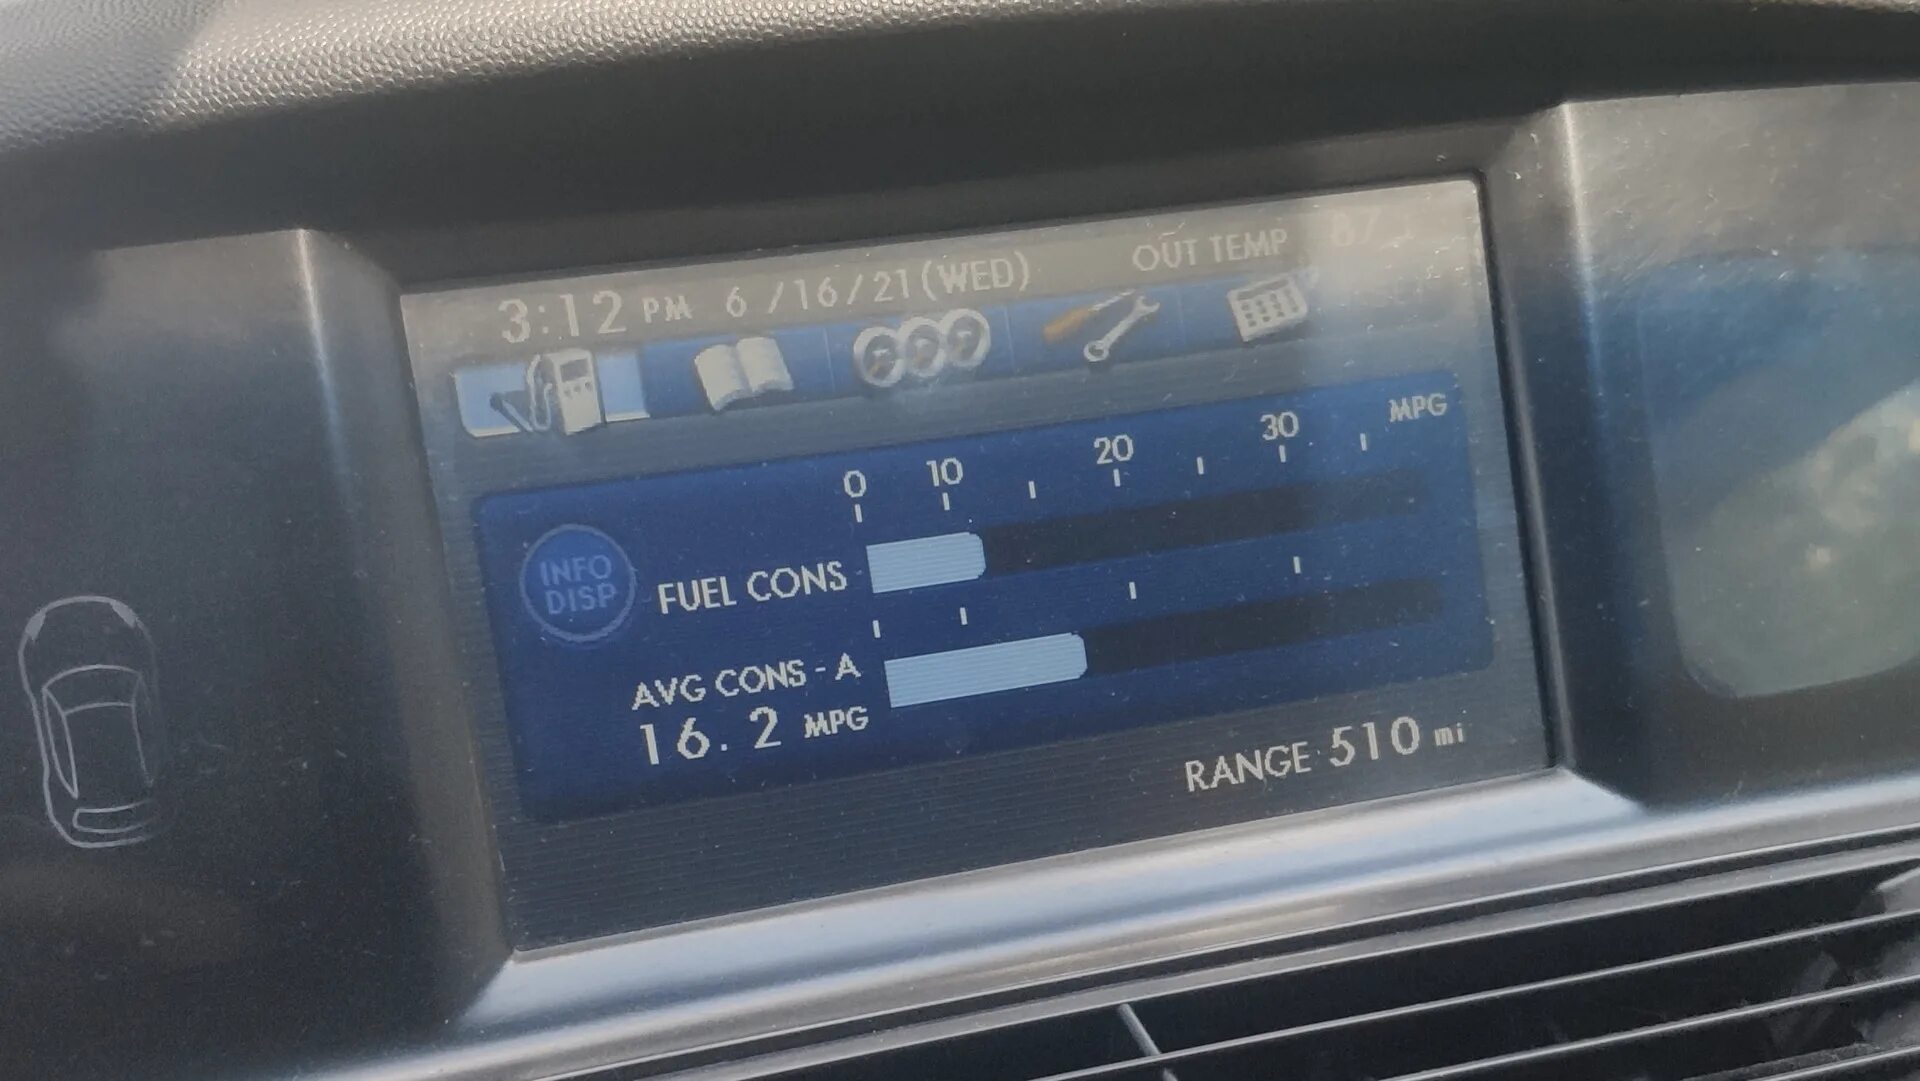 3:12 PM 6/16/21(WED) OUT TEMP 87
0 10 20 30 MPG
INFO
DISP
FUEL CONS
AVG CONS - A
16.2 MPG
RANGE 510 mi